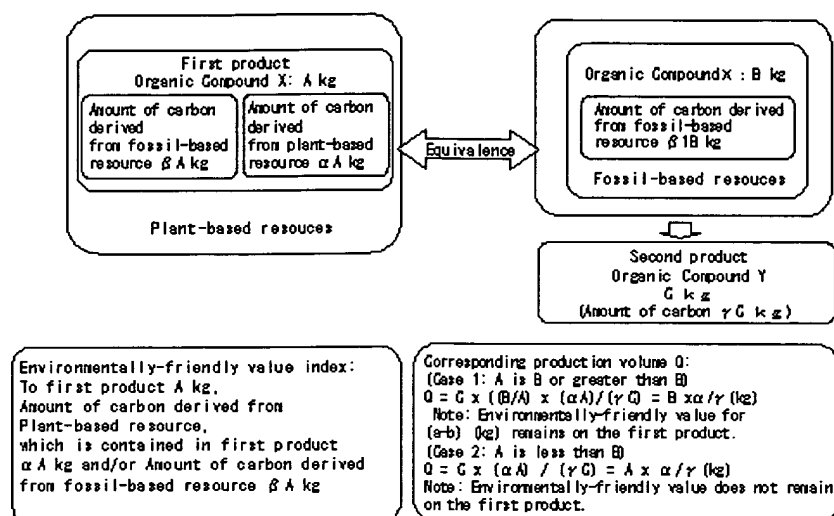 First product
Organic Compound X: A kg
Amount of carbon
derived
from fossil-based
resource β A kg
Amount of carbon
derived
from plant-based
resource α A kg
Plant-based resouces
Equivalence
Organic Compound X : B kg
Amount of carbon derived
from fossil-based
resource β 1B kg
Fossil-based resouces
Second product
Organic Compound Y
G k g
(Amount of carbon γ G k g)
Environmentally-friendly value index:
To first product A kg,
Amount of carbon derived from
Plant-based resource,
which is contained in first product
α A kg and/or Amount of carbon derived
from fossil-based resource β A kg
Corresponding production volume Q:
(Case 1: A is B or greater than B)
Q = G x ((B/A) x (α A)/(γ G) = B xα/γ (kg)
Note: Environmentally-friendly value for
(a-b) (kg) remains on the first product.
(Case 2: A is less than B)
Q = G x (α A) / (γ G) = A x α/γ (kg)
Note: Environmentally-friendly value does not remain
on the first product.